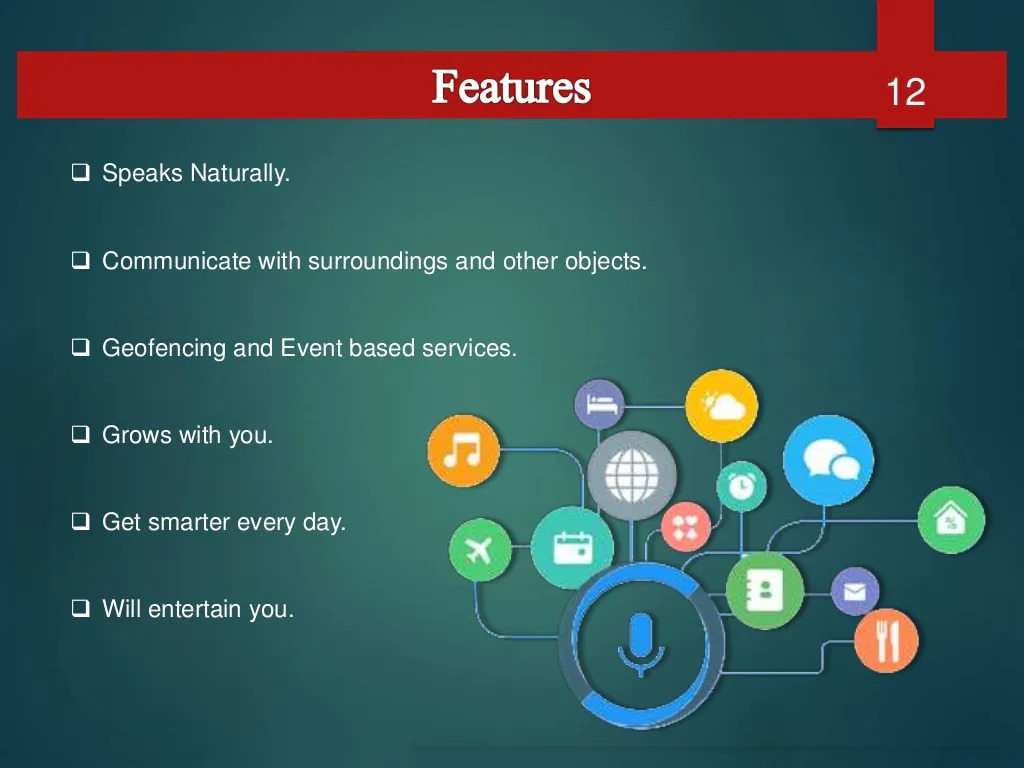 Features
12
Speaks Naturally.
Communicate with surroundings and other objects.
Geofencing and Event based services.
Grows with you.
Get smarter every day.
Will entertain you.